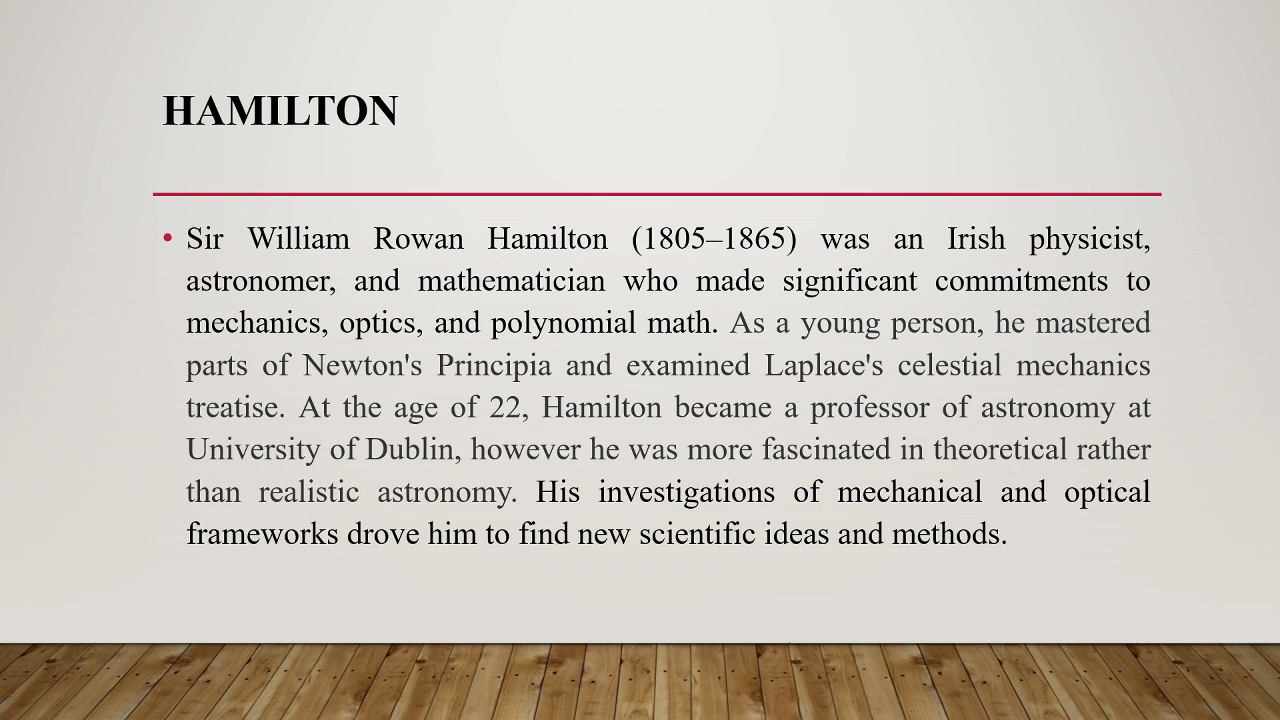 HAMILTON
• Sir William Rowan Hamilton (1805–1865) was an Irish physicist,
astronomer, and mathematician who made significant commitments to
mechanics, optics, and polynomial math. As a young person, he mastered
parts of Newton's Principia and examined Laplace's celestial mechanics
treatise. At the age of 22, Hamilton became a professor of astronomy at
University of Dublin, however he was more fascinated in theoretical rather
than realistic astronomy. His investigations of mechanical and optical
frameworks drove him to find new scientific ideas and methods.